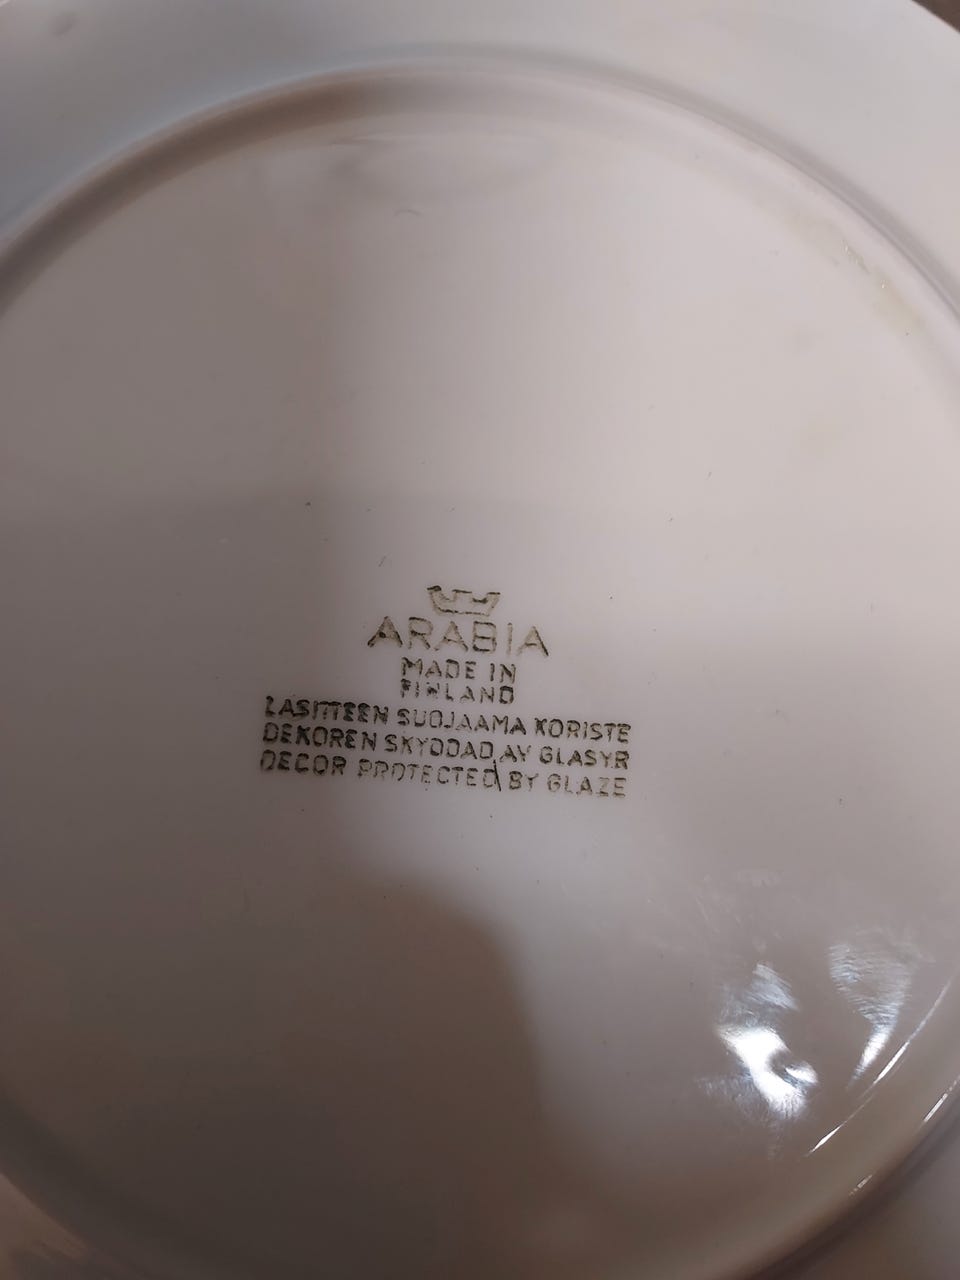 ARABIA
MADE IN
FINLAND
LASITTEEN SUOJAAMA KORISTE
DEKOREN SKYDDAD AV GLASYR
DECOR PROTECTED BY GLAZE